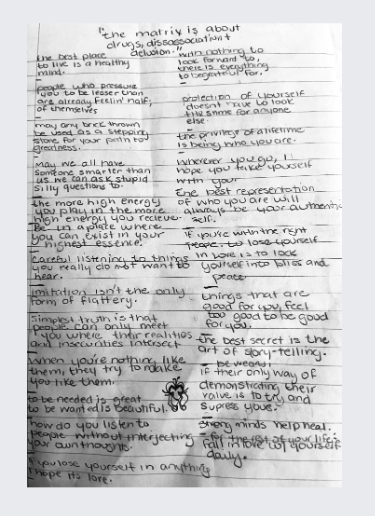 "the matrix is about
drugs, dissassociation +
delusion."
the best place
to live is a healthy
mind.
people who pressure
you to be lesser than
are already feelin' half,
of themselves
may any brick thrown
be used as a stepping
stone for your path to
greatness.
may we all have
someone smarter than
us we can ask stupid
silly questions to.
the more high energy
you play in the more
high energy you recieve.
Be in a place where
you can exist in your
highest essence.
careful listening to things
you really do not want to
hear.
imitation isn't the only
form of flattery.
simplest truth is that
people can only meet
you where their realities
and insecurities intersect
When you're nothing like
them, they try to make
you like them.
to be needed is great
to be wanted is beautiful.
how do you listen to
people without interjecting
your own thoughts.
if you lose yourself in anything
I hope its love.
with nothing to
look forward to,
there is everything
to be grateful for.
protection of yourself
doesn't have to look
the same for anyone
else.
the privilege of a lifetime
is being who you are.
Wherever you go, I
hope you take yourself
with you.
the best representation
of who you are will
always be your authentic
self.
if you're with the right
people, to lose yourself
in love is to
yourself into bliss and
peace.
things that are
good for you, feel
too good to be good
for you.
the best secret is the
art of story-telling.
if their only way of
demonstrating their
value is to try and
supress yours.
strong minds help heal.
for the rest of your life:
fall in love w/ yourself
daily.